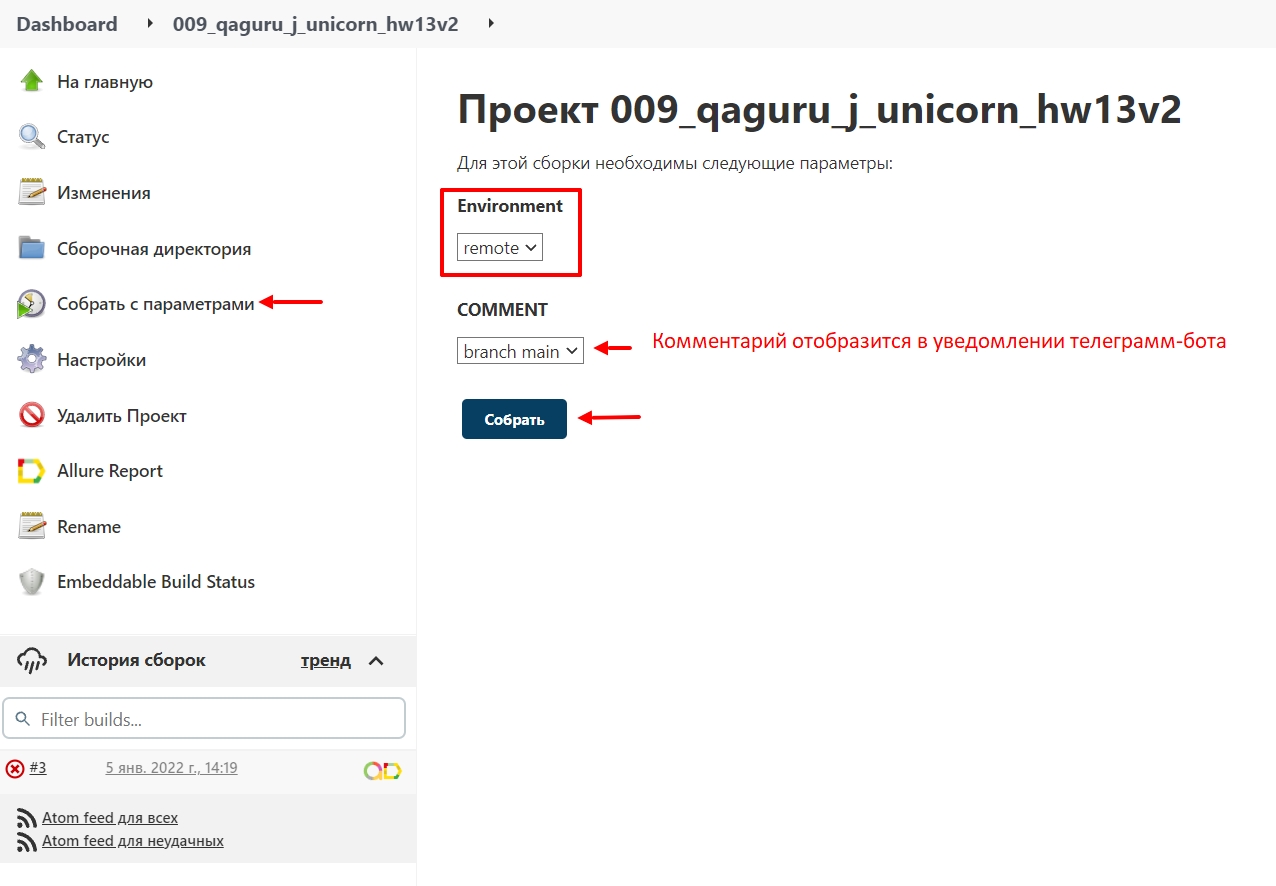 Dashboard
009_qaguru_j_unicorn_hw13v2
На главную
Статус
Изменения
Сборочная директория
Собрать с параметрами
Настройки
Удалить Проект
Allure Report
Rename
Embeddable Build Status
История сборок
тренд
Filter builds...
#3
5 янв. 2022 г., 14:19
Atom feed для всех
Atom feed для неудачных
Проект 009_qaguru_j_unicorn_hw13v2
Для этой сборки необходимы следующие параметры:
Environment
remote
COMMENT
branch main
Комментарий отобразится в уведомлении телеграмм-бота
Собрать